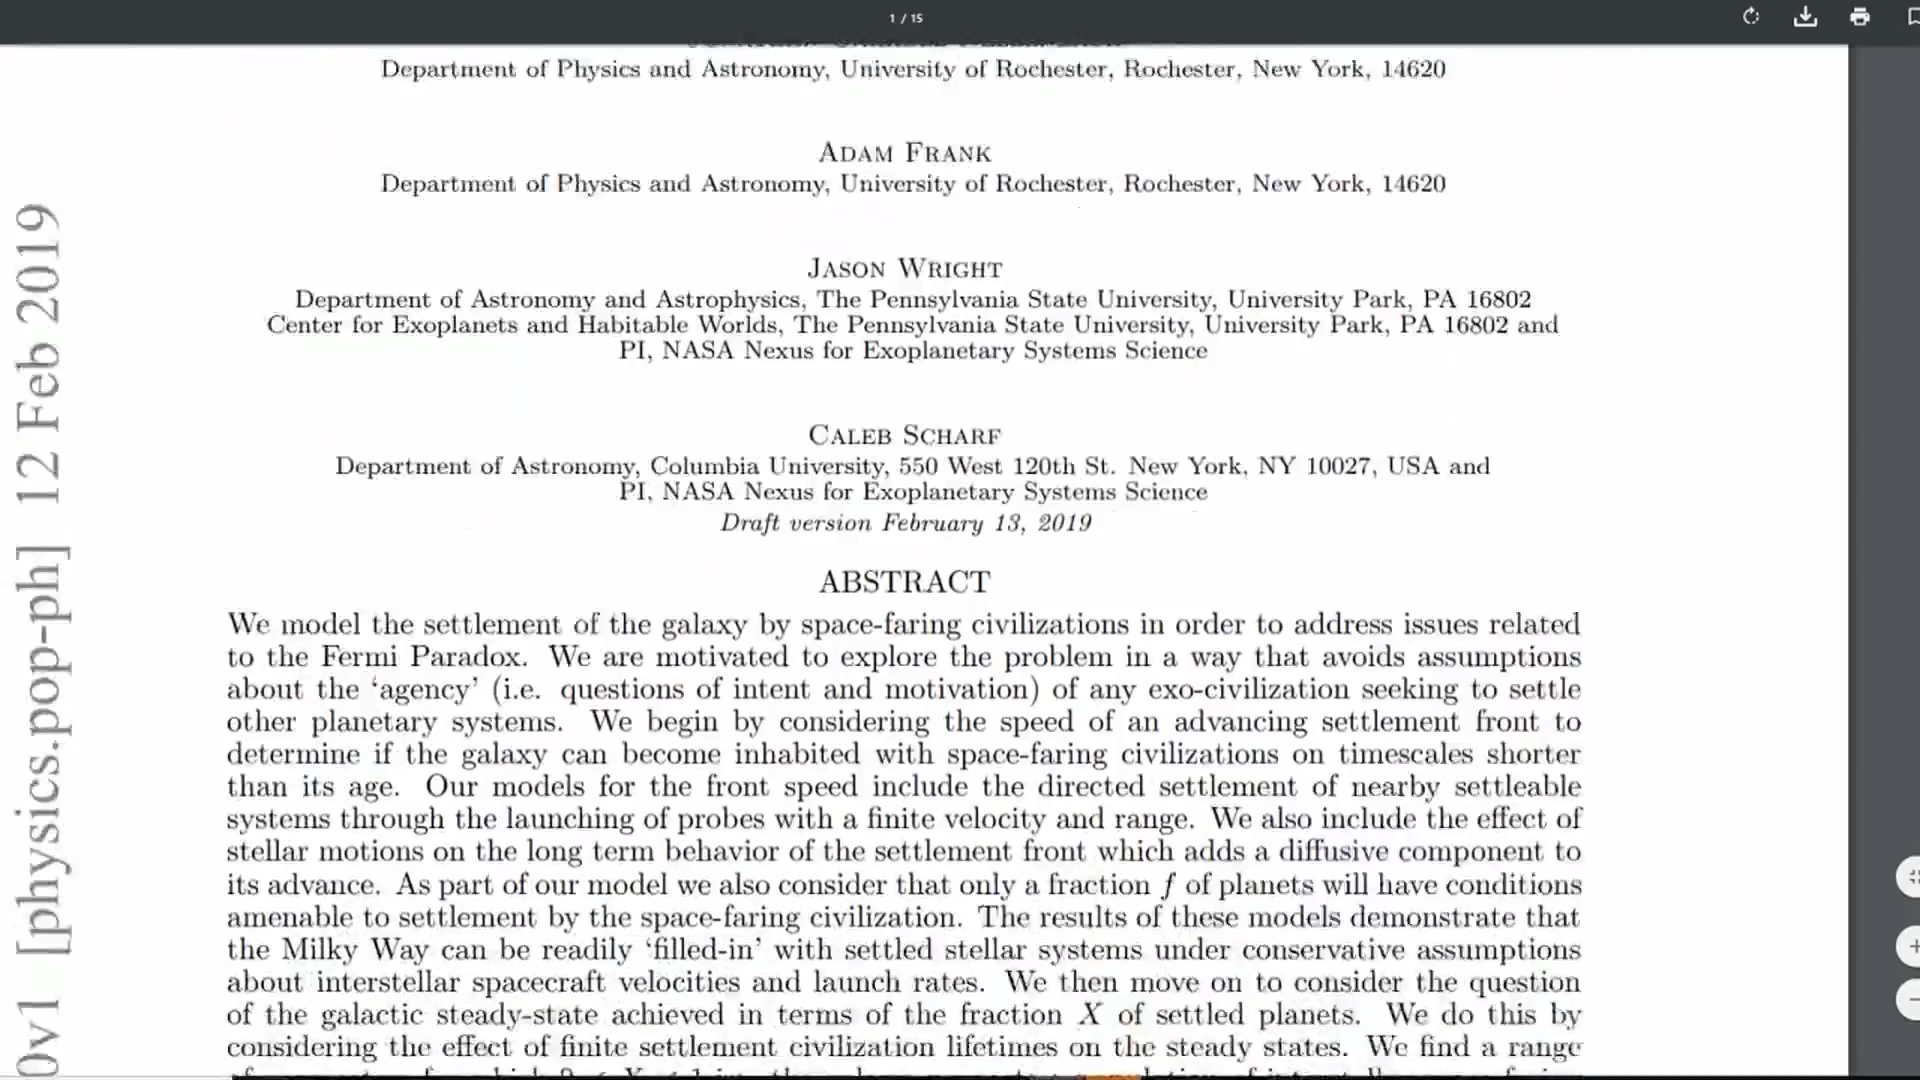 1 / 15
Department of Physics and Astronomy, University of Rochester, Rochester, New York, 14620
ADAM FRANK
Department of Physics and Astronomy, University of Rochester, Rochester, New York, 14620
JASON WRIGHT
Department of Astronomy and Astrophysics, The Pennsylvania State University, University Park, PA 16802
Center for Exoplanets and Habitable Worlds, The Pennsylvania State University, University Park, PA 16802 and
PI, NASA Nexus for Exoplanetary Systems Science
CALEB SCHARF
Department of Astronomy, Columbia University, 550 West 120th St. New York, NY 10027, USA and
PI, NASA Nexus for Exoplanetary Systems Science
Draft version February 13, 2019
ABSTRACT
We model the settlement of the galaxy by space-faring civilizations in order to address issues related
to the Fermi Paradox. We are motivated to explore the problem in a way that avoids assumptions
about the ‘agency’ (i.e. questions of intent and motivation) of any exo-civilization seeking to settle
other planetary systems. We begin by considering the speed of an advancing settlement front to
determine if the galaxy can become inhabited with space-faring civilizations on timescales shorter
than its age. Our models for the front speed include the directed settlement of nearby settleable
systems through the launching of probes with a finite velocity and range. We also include the effect of
stellar motions on the long term behavior of the settlement front which adds a diffusive component to
its advance. As part of our model we also consider that only a fraction f of planets will have conditions
amenable to settlement by the space-faring civilization. The results of these models demonstrate that
the Milky Way can be readily ‘filled-in’ with settled stellar systems under conservative assumptions
about interstellar spacecraft velocities and launch rates. We then move on to consider the question
of the galactic steady-state achieved in terms of the fraction X of settled planets. We do this by
considering the effect of finite settlement civilization lifetimes on the steady states. We find a range
0v1 [physics.pop-ph] 12 Feb 2019